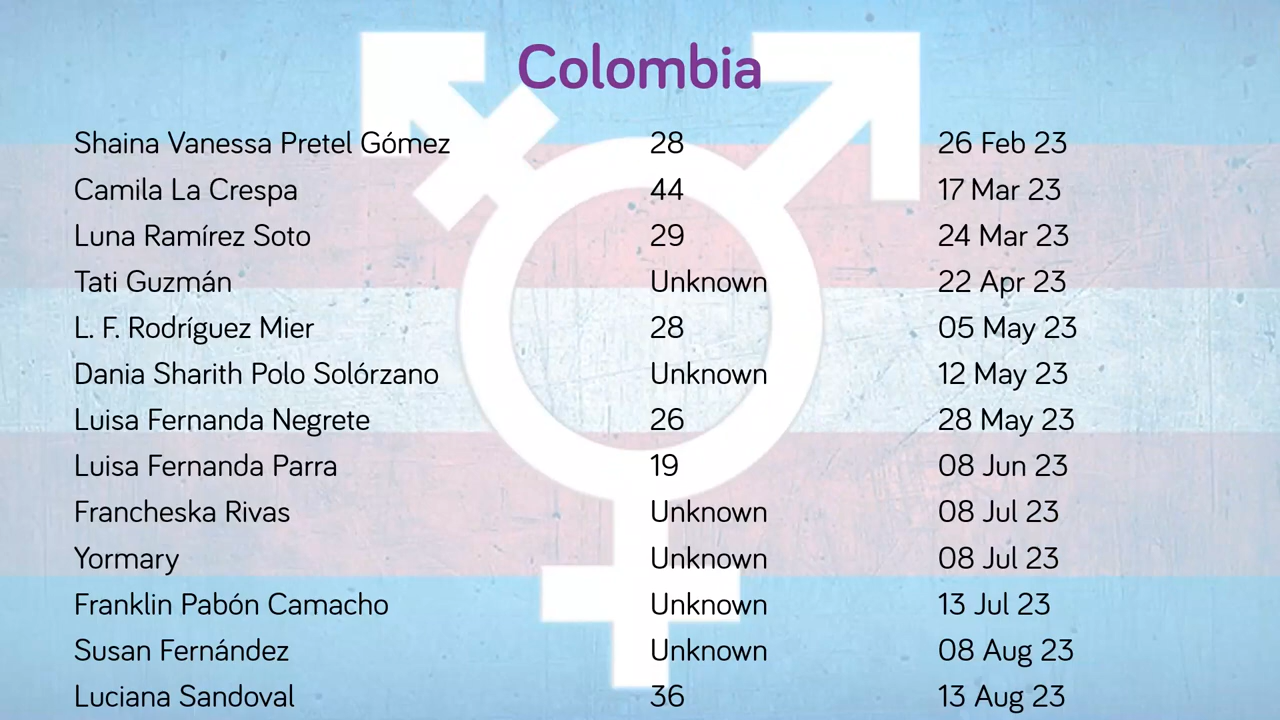 Colombia
Shaina Vanessa Pretel Gómez 28 26 Feb 23
Camila La Crespa 44 17 Mar 23
Luna Ramírez Soto 29 24 Mar 23
Tati Guzmán Unknown 22 Apr 23
L. F. Rodríguez Mier 28 05 May 23
Dania Sharith Polo Solórzano Unknown 12 May 23
Luisa Fernanda Negrete 26 28 May 23
Luisa Fernanda Parra 19 08 Jun 23
Francheska Rivas Unknown 08 Jul 23
Yormary Unknown 08 Jul 23
Franklin Pabón Camacho Unknown 13 Jul 23
Susan Fernández Unknown 08 Aug 23
Luciana Sandoval 36 13 Aug 23